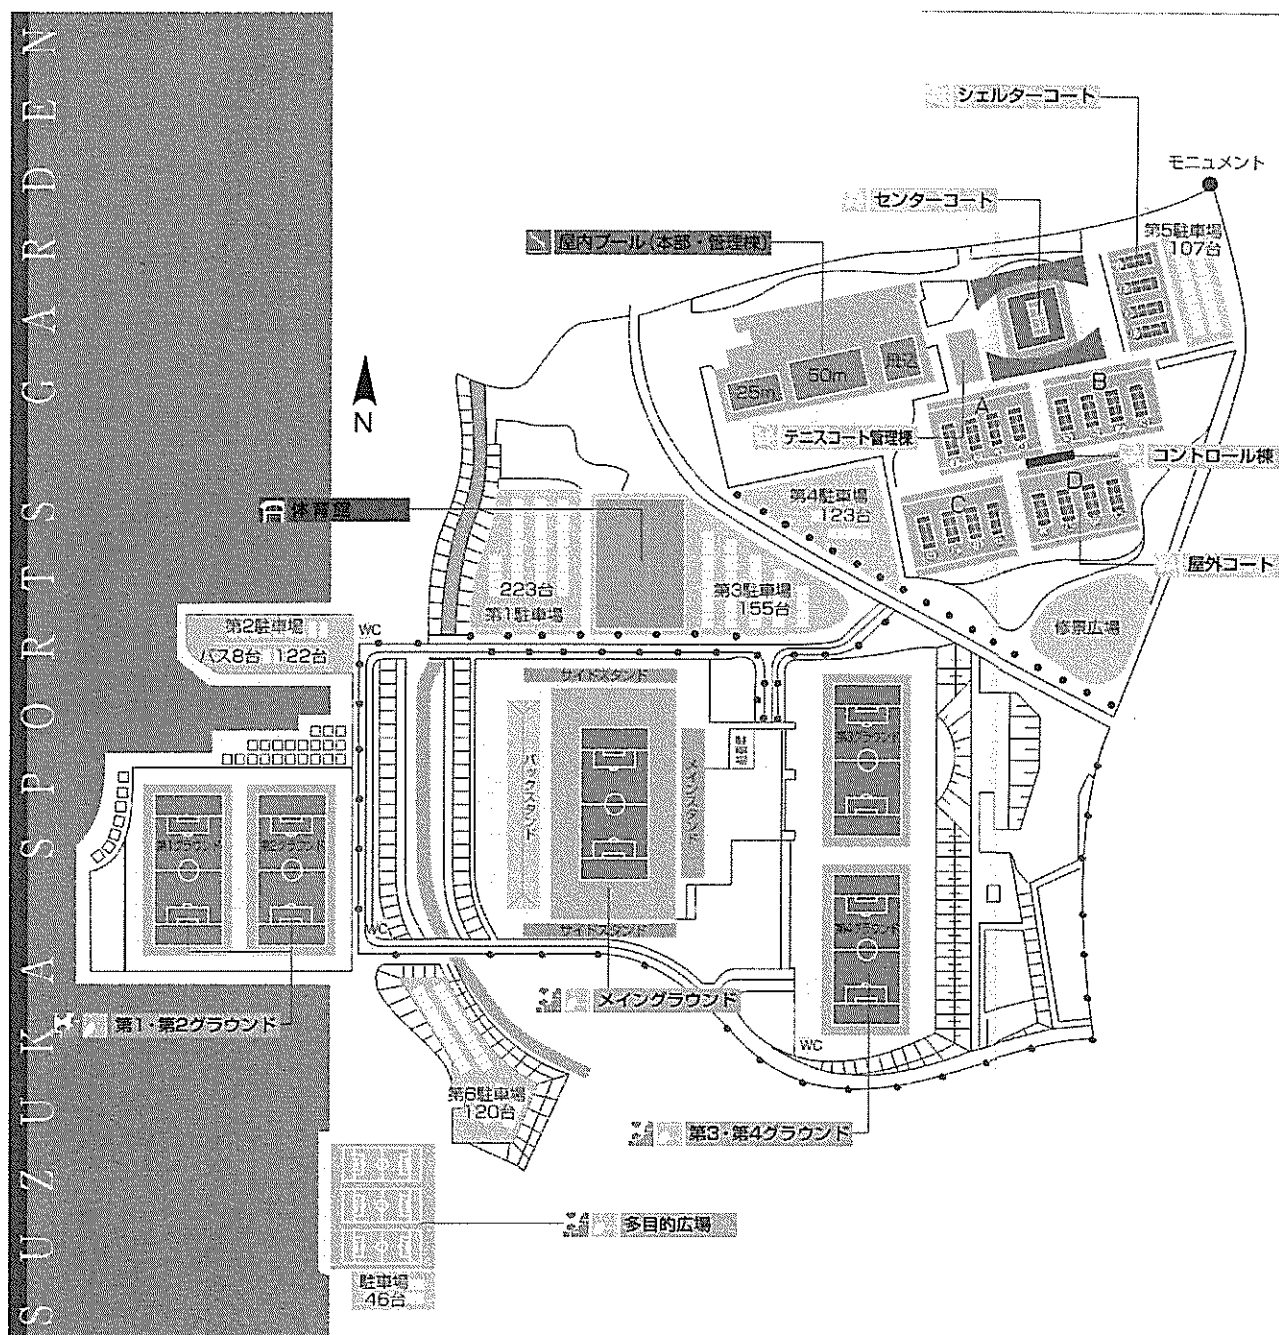 SUZUKA SPORTS GARDEN
シェルターコート
モニュメント
センターコート
第5駐車場
107台
屋内プール(本部・管理棟)
25m
50m
飛込
A
B
テニスコート管理棟
コントロール棟
N
第4駐車場
123台
C
D
体育館
屋外コート
223台
第1駐車場
第3駐車場
155台
修景広場
第2駐車場
バス8台 122台
WC
サイドスタンド
バックスタンド
メインスタンド
駐車場
第3グラウンド
第1グラウンド
第2グラウンド
第4グラウンド
WC
サイドスタンド
メイングラウンド
第1・第2グラウンド
WC
第6駐車場
120台
第3・第4グラウンド
多目的広場
駐車場
46台